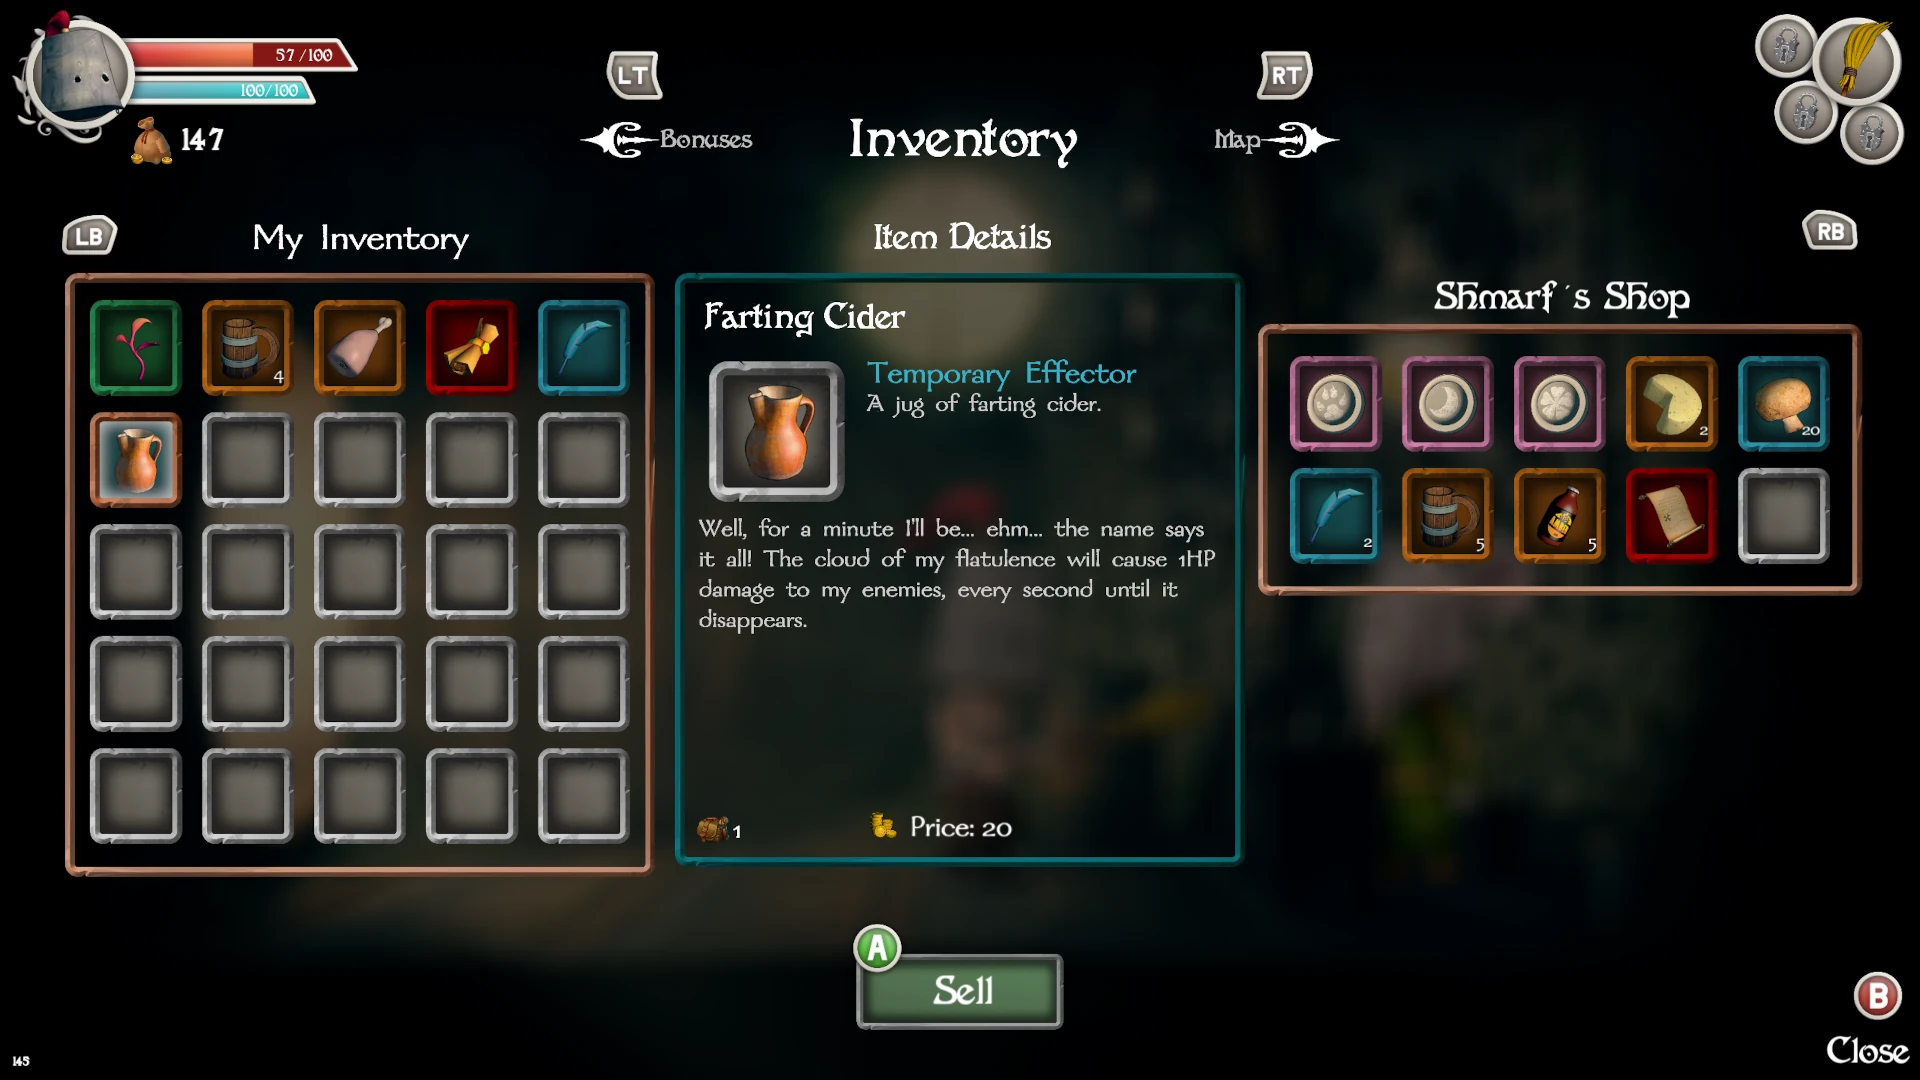 57/100
100/100
147
LT
RT
Bonuses
Inventory
Map
LB
My Inventory
Item Details
RB
Shmarf´s Shop
4
Farting Cider
Temporary Effector
A jug of farting cider.
Well, for a minute I'll be... ehm... the name says
it all! The cloud of my flatulence will cause 1HP
damage to my enemies, every second until it
disappears.
1
Price: 20
2
20
2
5
5
A
Sell
B
Close
145